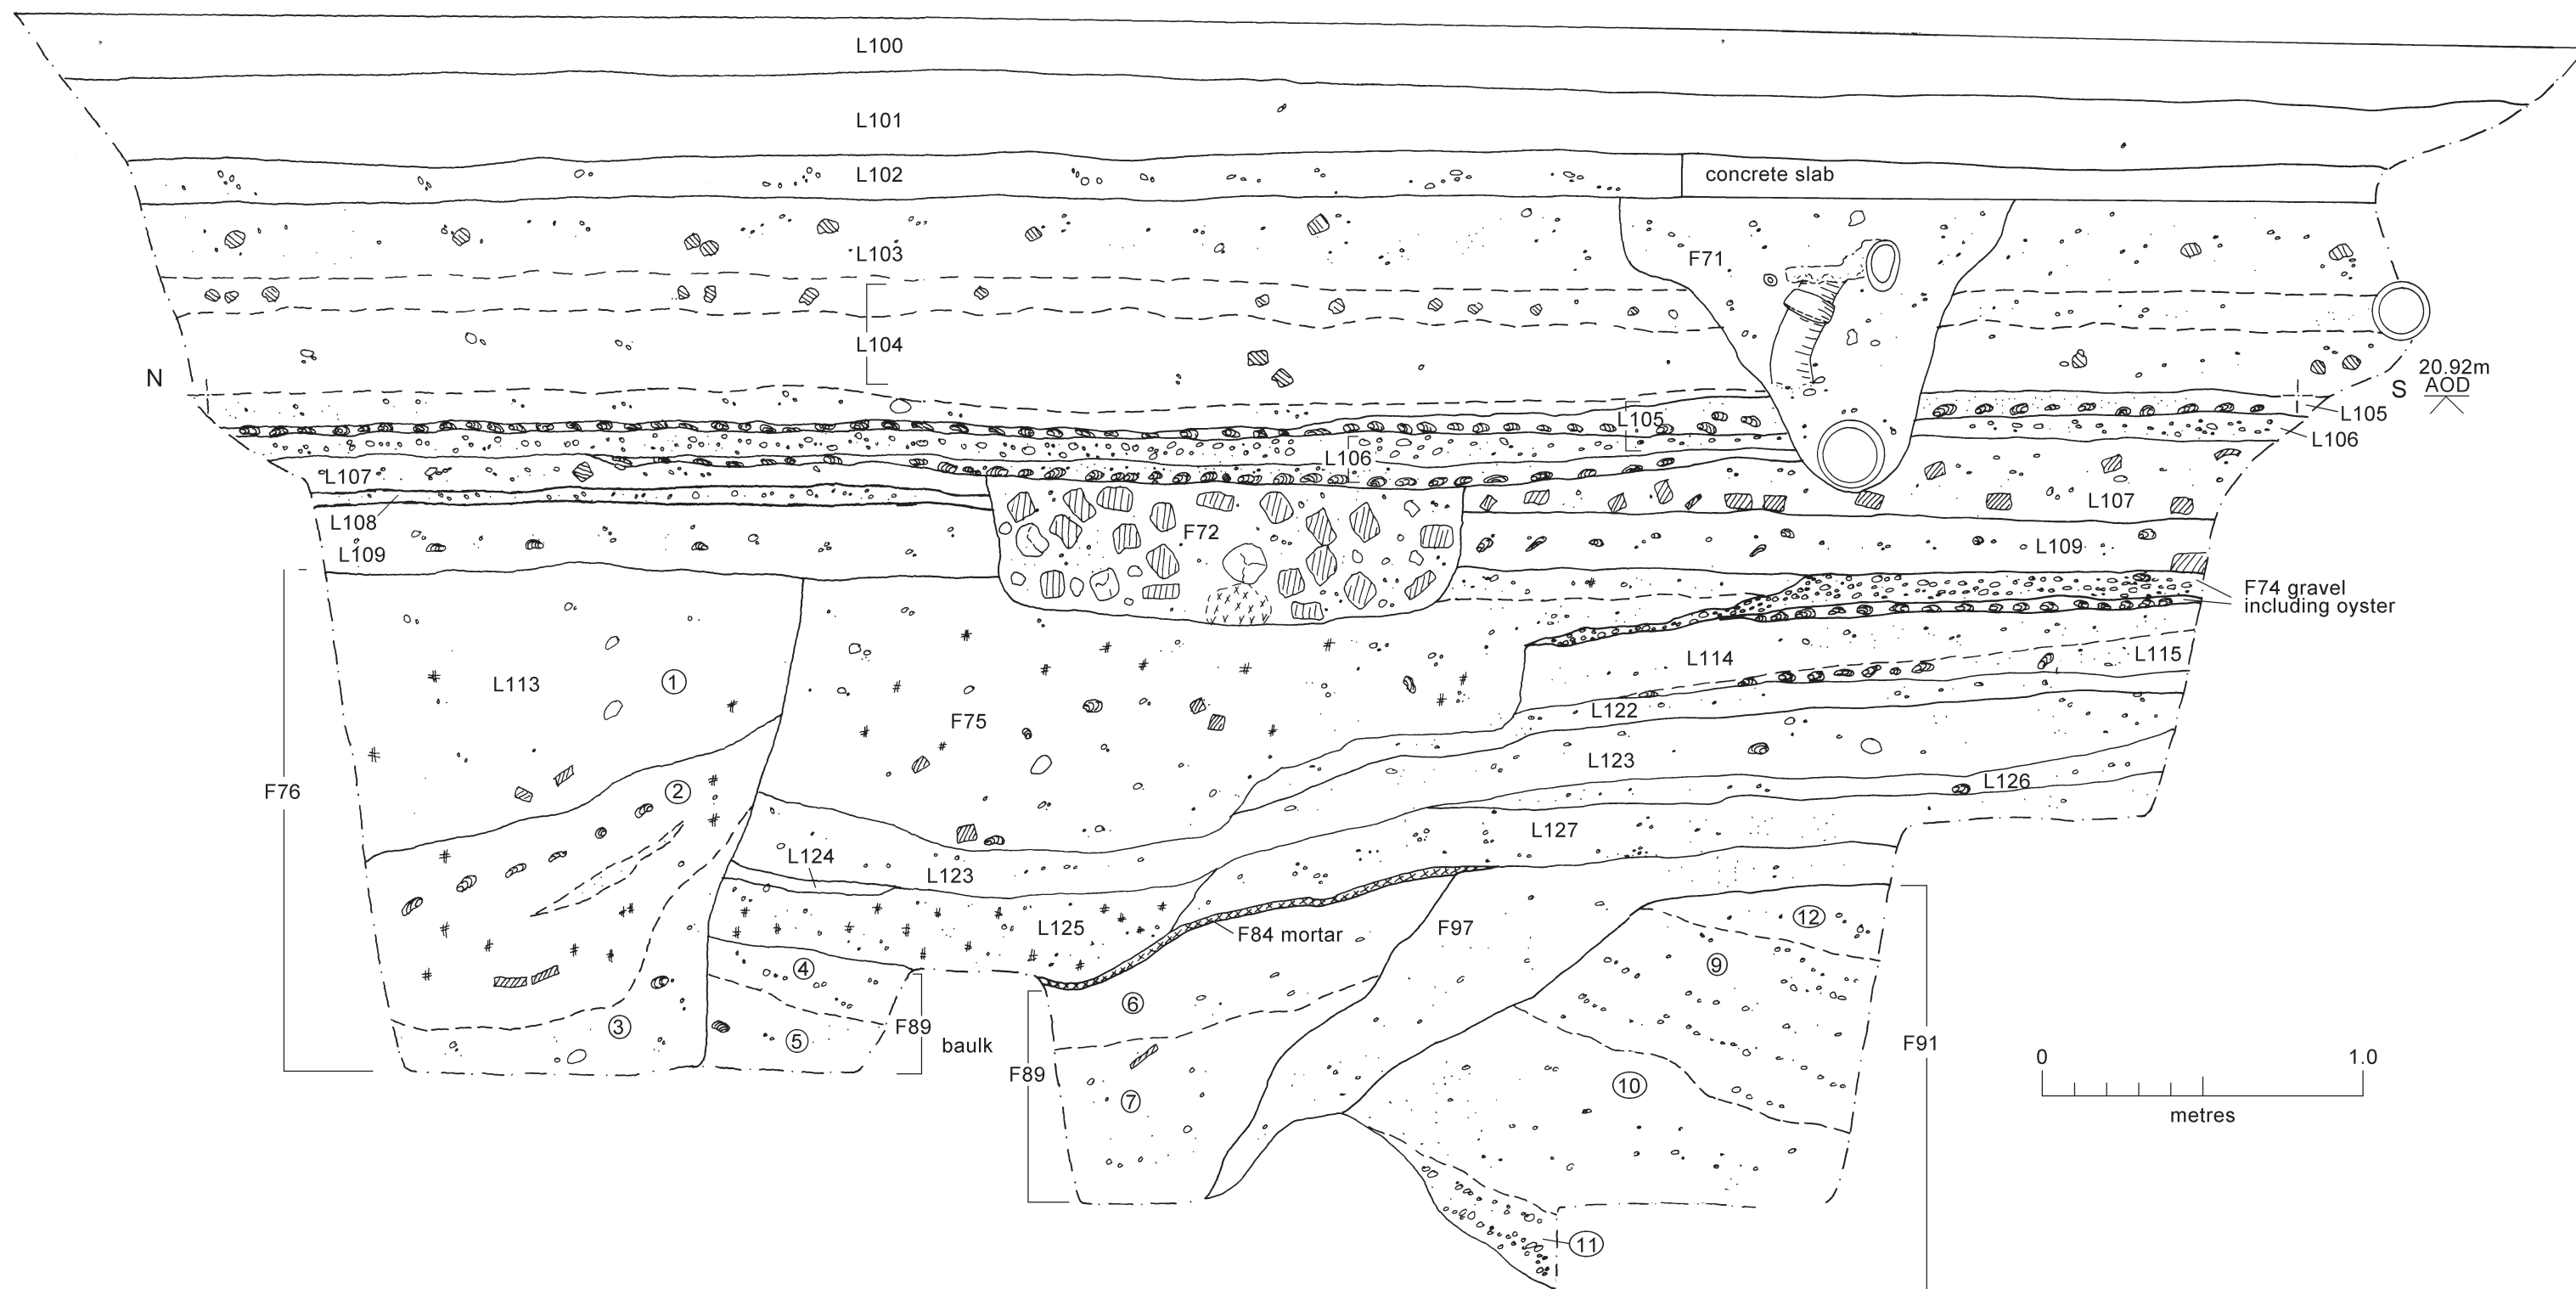 L100
L101
L102
concrete slab
L103
F71
L104
N
S
20.92m
AOD
L105
L105
L106
L106
L107
L107
L108
F72
L109
L109
F74 gravel
including oyster
L113
1
L114
L115
F75
L122
F76
2
L123
L126
L127
L124
L123
L125
F84 mortar
F97
12
9
4
6
3
5
F89
baulk
F91
0
1.0
F89
7
10
metres
11